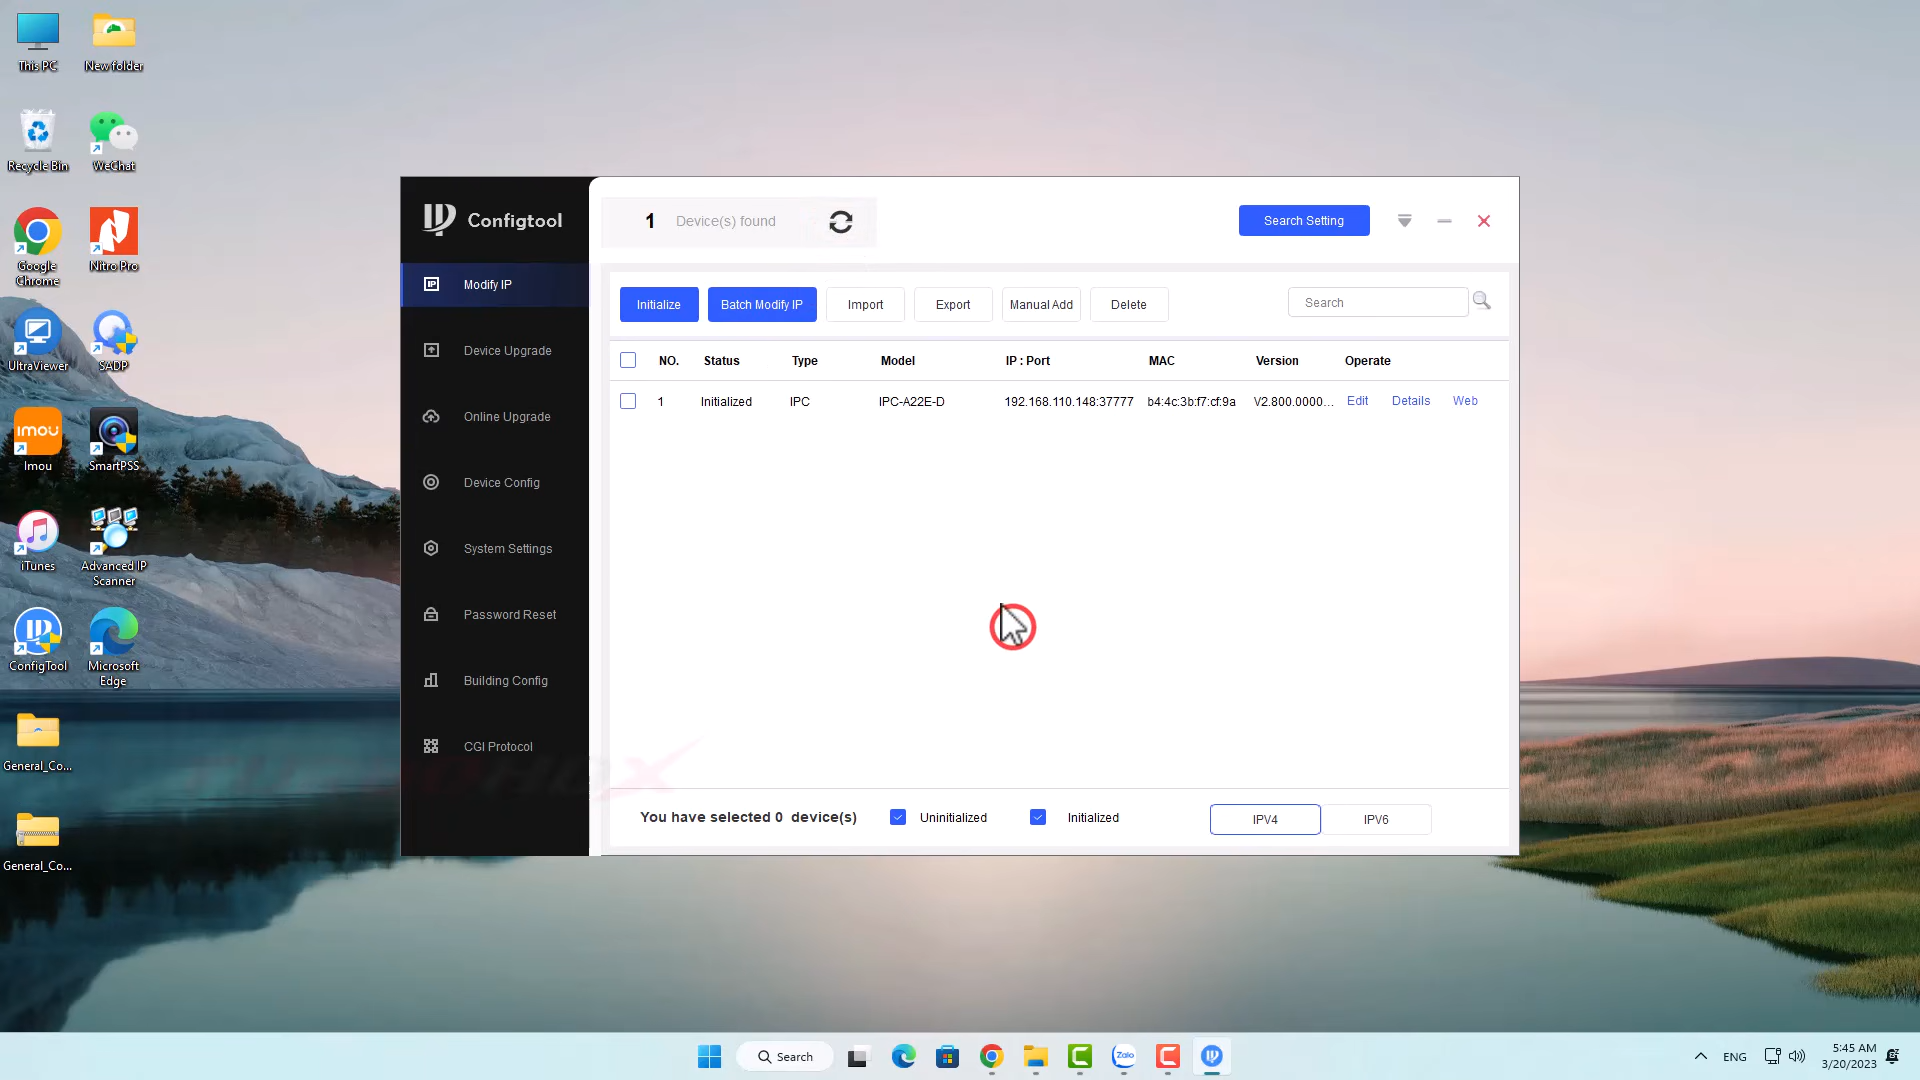 This PC
New folder
Recycle Bin
WeChat
Google
Chrome
Nitro Pro
UltraViewer
SADP
imou
Imou
SmartPSS
iTunes
Advanced IP
Scanner
ConfigTool
Microsoft
Edge
General_Co...
General_Co...
Configtool
1 Device(s) found
Search Setting
Modify IP
Device Upgrade
Online Upgrade
Device Config
System Settings
Password Reset
Building Config
CGI Protocol
Initialize
Batch Modify IP
Import
Export
Manual Add
Delete
Search
NO. Status Type Model IP : Port MAC Version Operate
1 Initialized IPC IPC-A22E-D 192.168.110.148:37777 b4:4c:3b:f7:cf:9a V2.800.0000... Edit Details Web
You have selected 0 device(s)
Uninitialized
Initialized
IPV4
IPV6
Search
Zalo
ENG
5:45 AM
3/20/2023